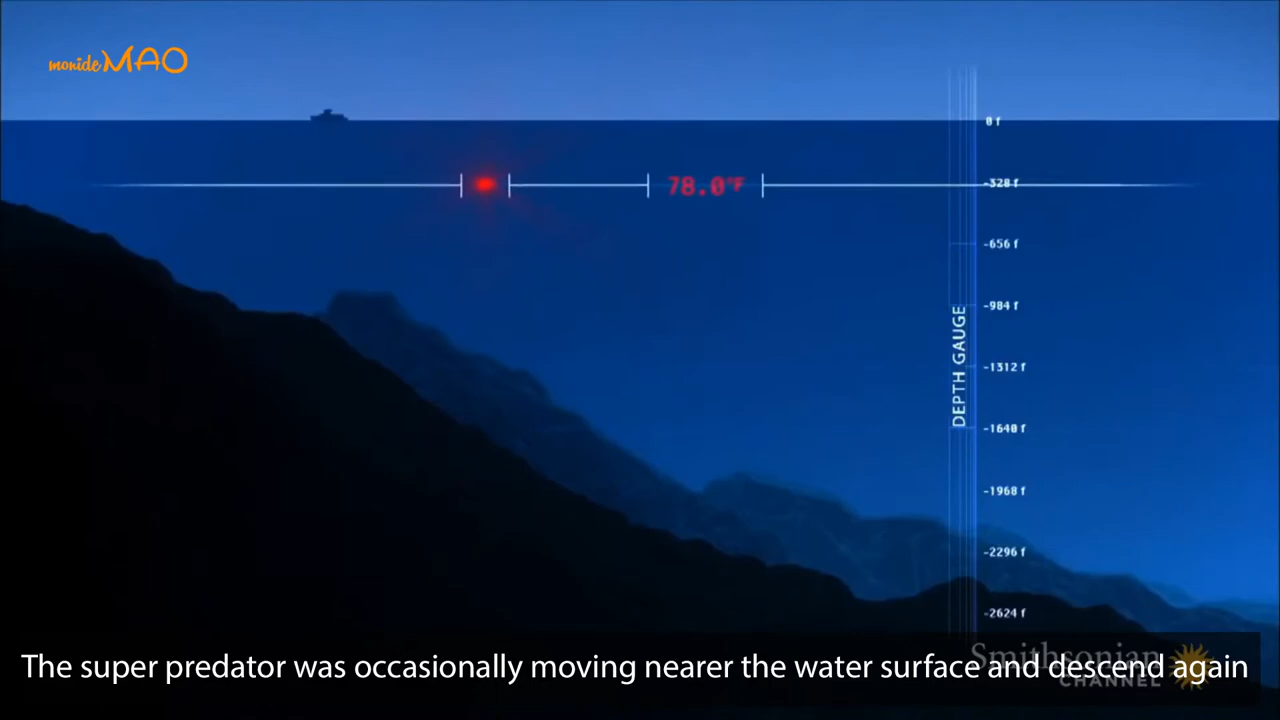 monideMAO
0 f
78.0°F
-328 f
-656 f
-984 f
DEPTH GAUGE
-1312 f
-1640 f
-1968 f
-2296 f
-2624 f
Smithsonian
CHANNEL
The super predator was occasionally moving nearer the water surface and descend again